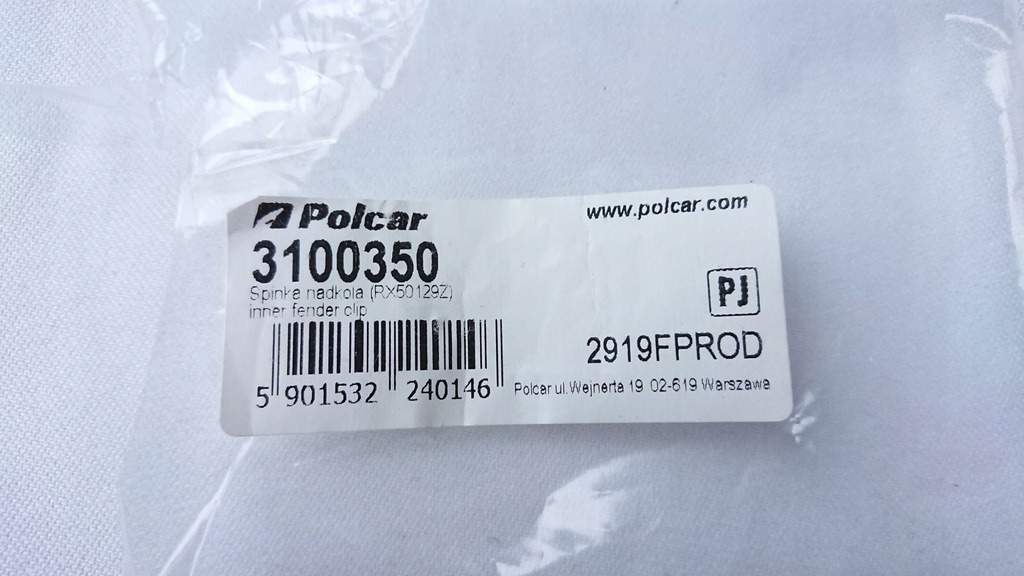 Polcar
www.polcar.com
3100350
Spinka nadkola (RX50129Z)
inner fender clip
PJ
2919FPROD
5 901532 240146
Polcar ul. Wejnerta 19 02-619 Warszawa